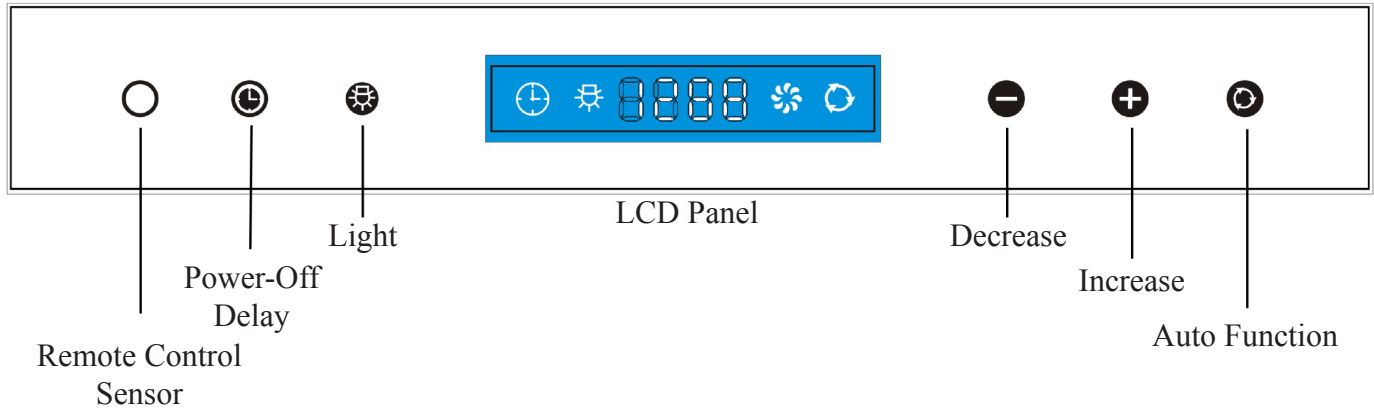 LCD Panel
Light
Decrease
Power-Off
Delay
Increase
Auto Function
Remote Control
Sensor